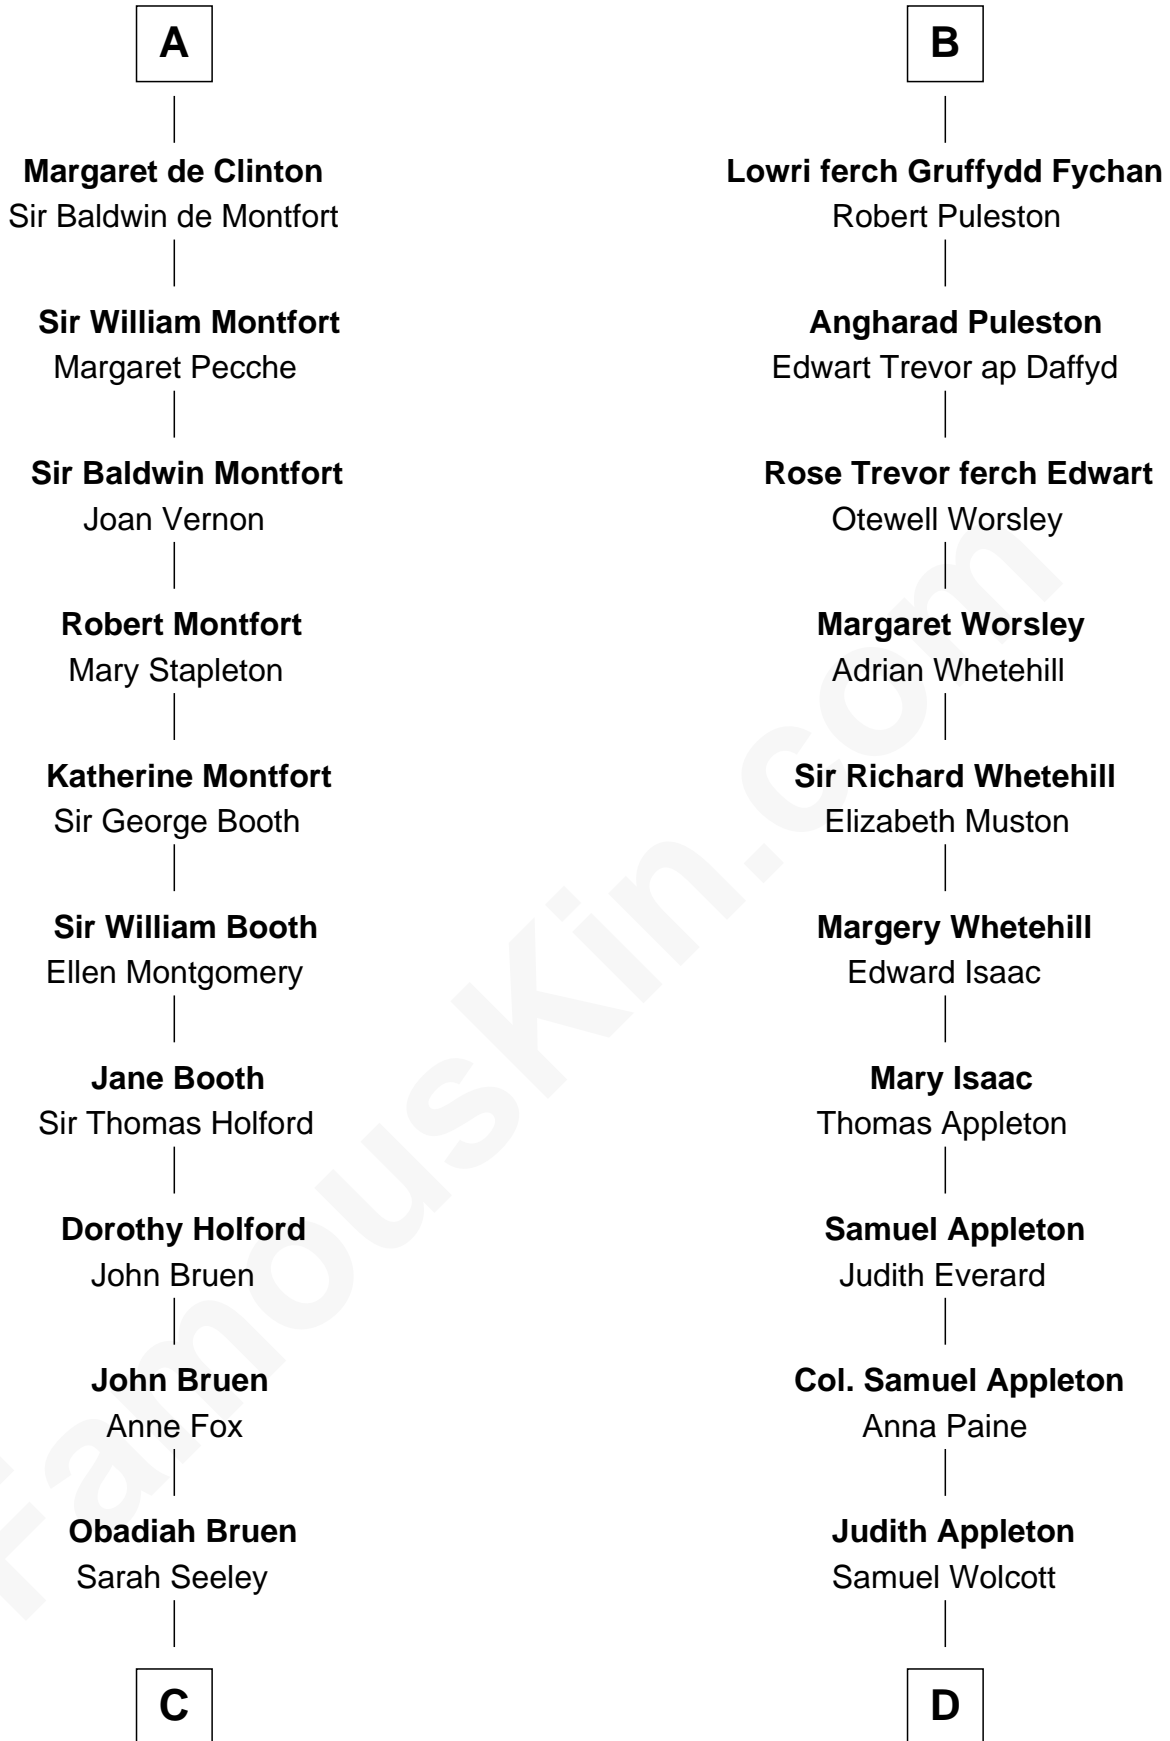 A
Margaret de Clinton
Sir Baldwin de Montfort
Sir William Montfort
Margaret Pecche
Sir Baldwin Montfort
Joan Vernon
Robert Montfort
Mary Stapleton
Katherine Montfort
Sir George Booth
Sir William Booth
Ellen Montgomery
Jane Booth
Sir Thomas Holford
Dorothy Holford
John Bruen
John Bruen
Anne Fox
Obadiah Bruen
Sarah Seeley
C
B
Lowri ferch Gruffydd Fychan
Robert Puleston
Angharad Puleston
Edwart Trevor ap Daffyd
Rose Trevor ferch Edwart
Otewell Worsley
Margaret Worsley
Adrian Whetehill
Sir Richard Whetehill
Elizabeth Muston
Margery Whetehill
Edward Isaac
Mary Isaac
Thomas Appleton
Samuel Appleton
Judith Everard
Col. Samuel Appleton
Anna Paine
Judith Appleton
Samuel Wolcott
D
FamousKin.com